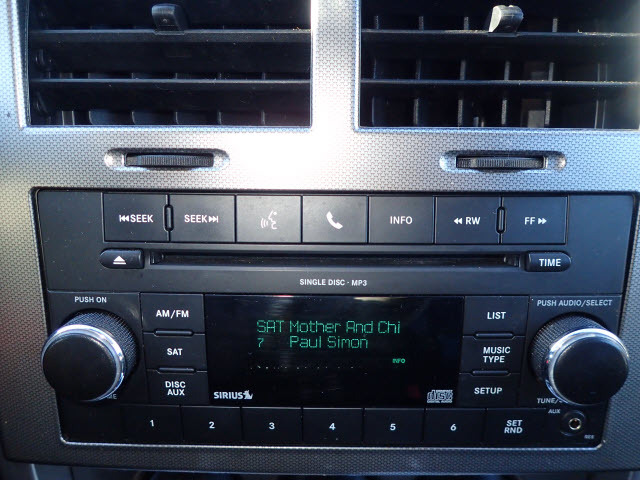 SEEK
SEEK
INFO
RW
FF
TIME
SINGLE DISC · MP3
PUSH ON
PUSH AUDIO/SELECT
AM/FM
SAT Mother And Chi
7 Paul Simon
INFO
LIST
SAT
MUSIC TYPE
DISC AUX
SIRIUS
disc
SETUP
TUNE/
AUX
1
2
3
4
5
6
SET RND